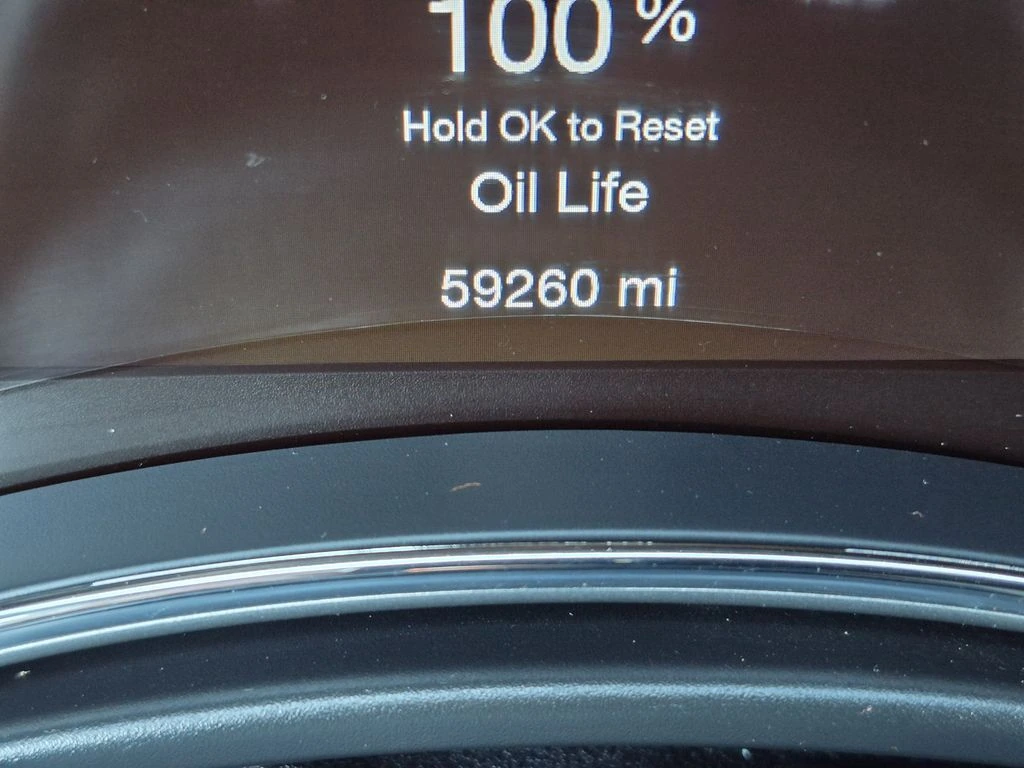 100%
Hold OK to Reset
Oil Life
59260 mi